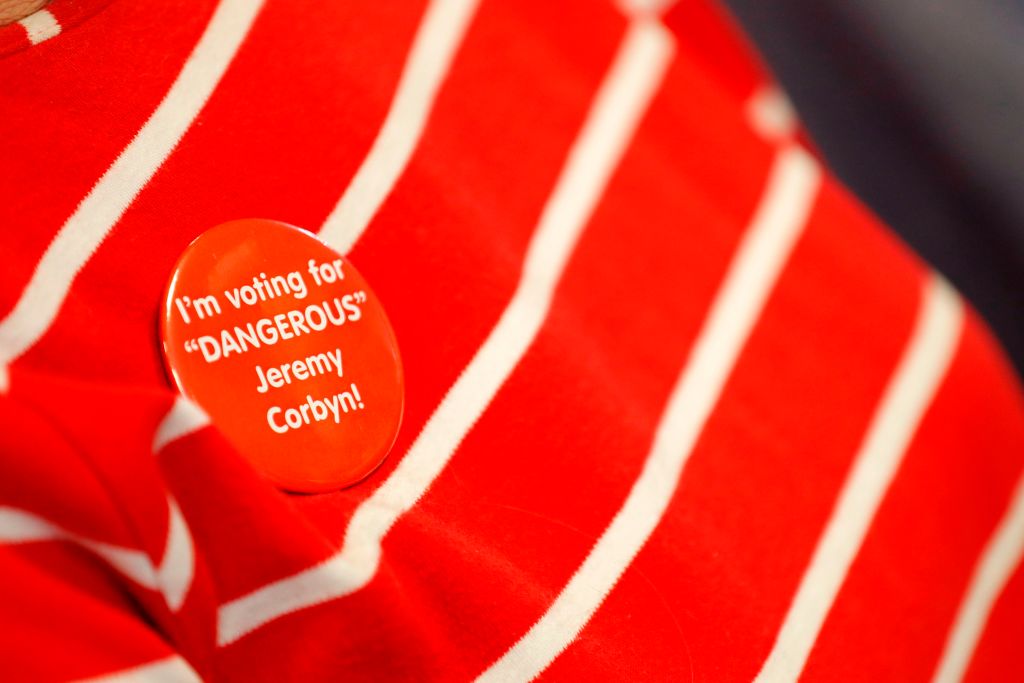 I'm voting for
“DANGEROUS”
Jeremy
Corbyn!